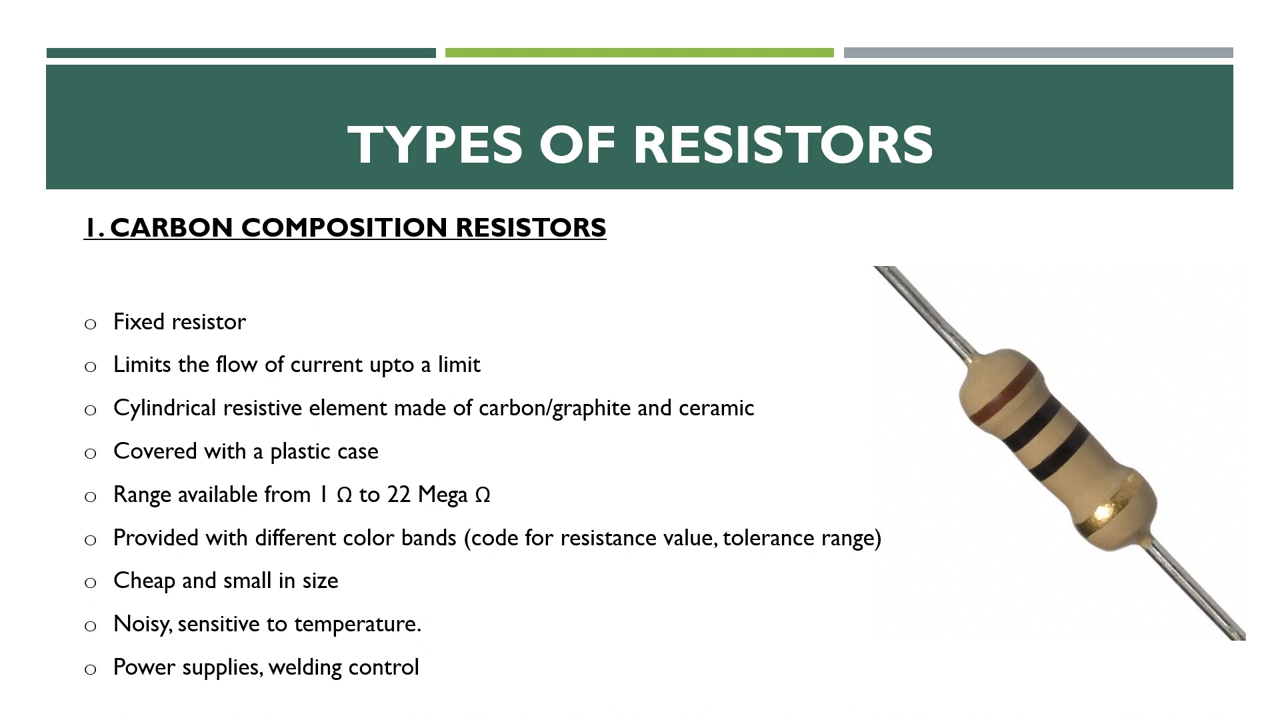 TYPES OF RESISTORS
1. CARBON COMPOSITION RESISTORS
o Fixed resistor
o Limits the flow of current upto a limit
o Cylindrical resistive element made of carbon/graphite and ceramic
o Covered with a plastic case
o Range available from 1 Ω to 22 Mega Ω
o Provided with different color bands (code for resistance value, tolerance range)
o Cheap and small in size
o Noisy, sensitive to temperature.
o Power supplies, welding control